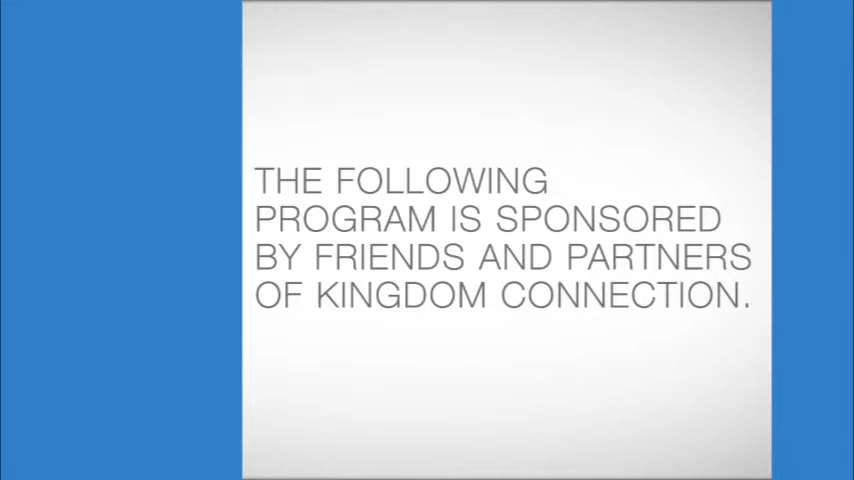 THE FOLLOWING
PROGRAM IS SPONSORED
BY FRIENDS AND PARTNERS
OF KINGDOM CONNECTION.